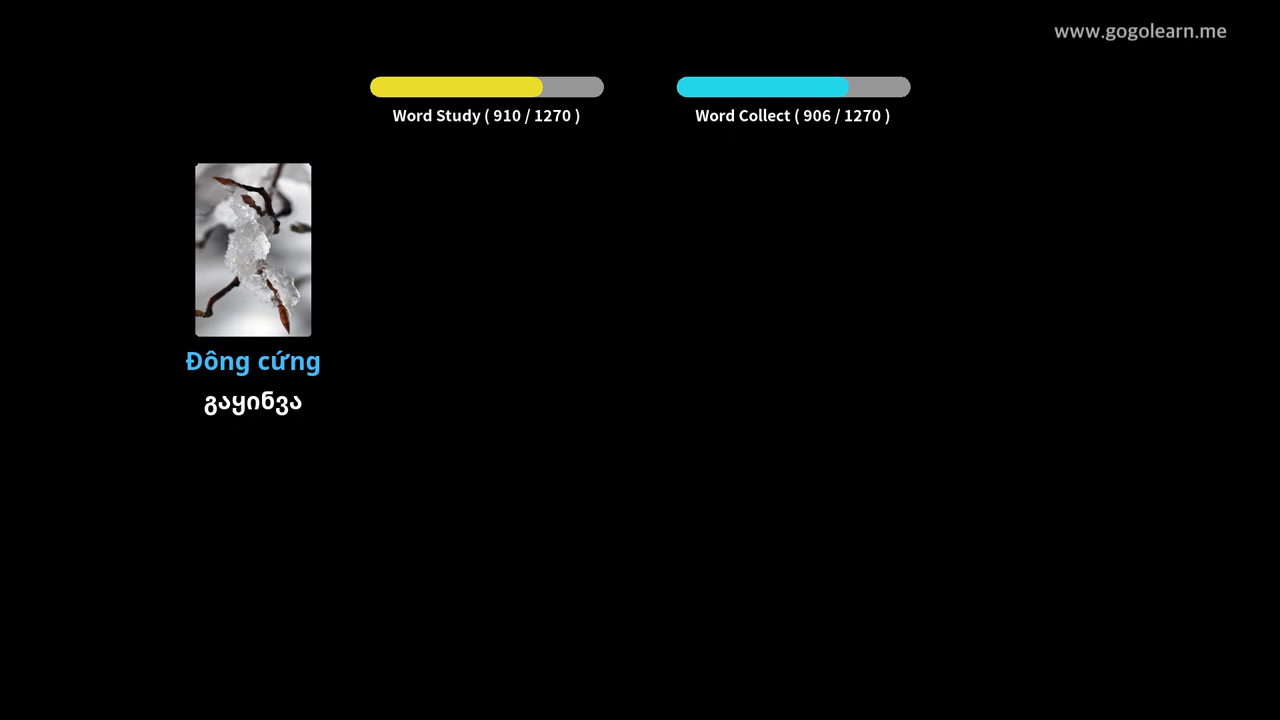 www.gogolearn.me
Word Study ( 910 / 1270 )
Word Collect ( 906 / 1270 )
Đông cứng
გაყინვა